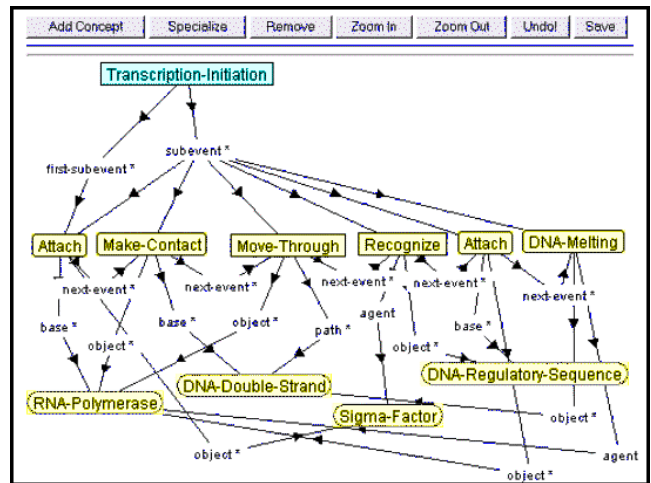 Add Concept Specialize Remove Zoom In Zoom Out Undo! Save
Transcription-Initiation
subevent *
first-subevent *
Attach Make-Contact Move-Through Recognize Attach DNA-Melting
next-event * next-event * next-event * next-event *
agent
base * base * object * path * base *
object * object *
DNA-Double-Strand DNA-Regulatory-Sequence
RNA-Polymerase Sigma-Factor object *
object * agent
object *